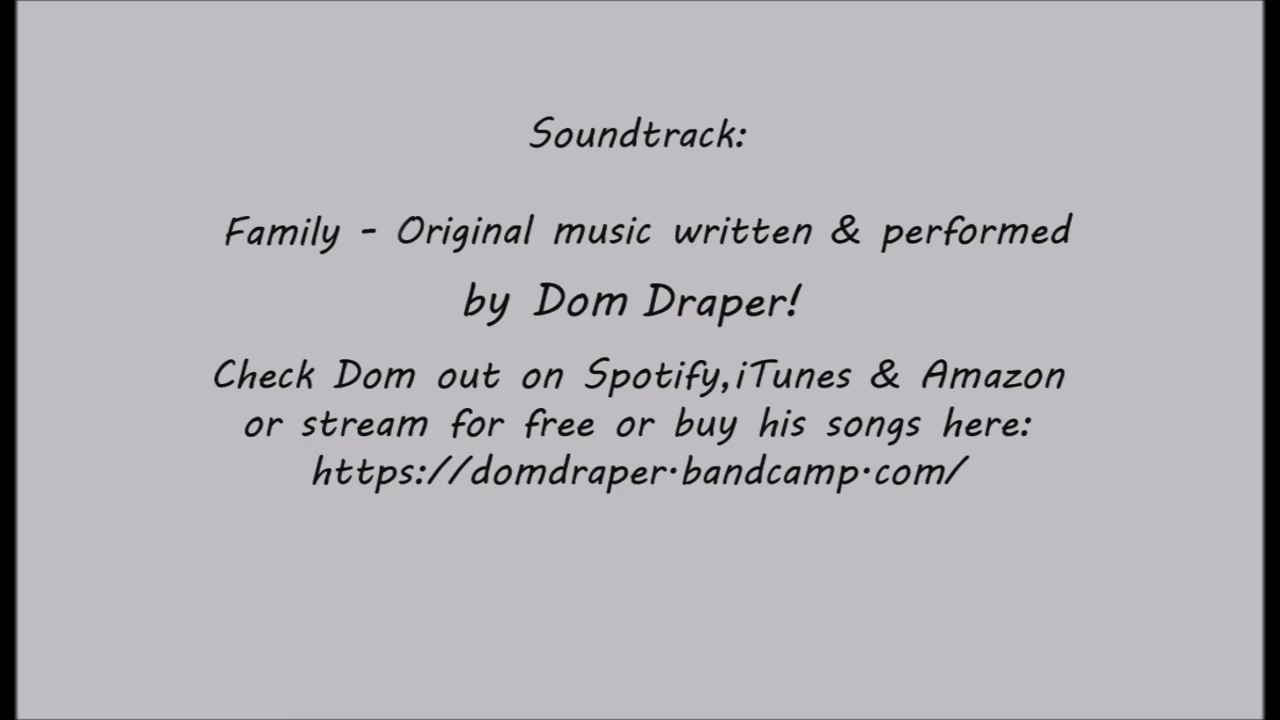 Soundtrack:
Family - Original music written & performed
by Dom Draper!
Check Dom out on Spotify,iTunes & Amazon
or stream for free or buy his songs here:
https://domdraper.bandcamp.com/